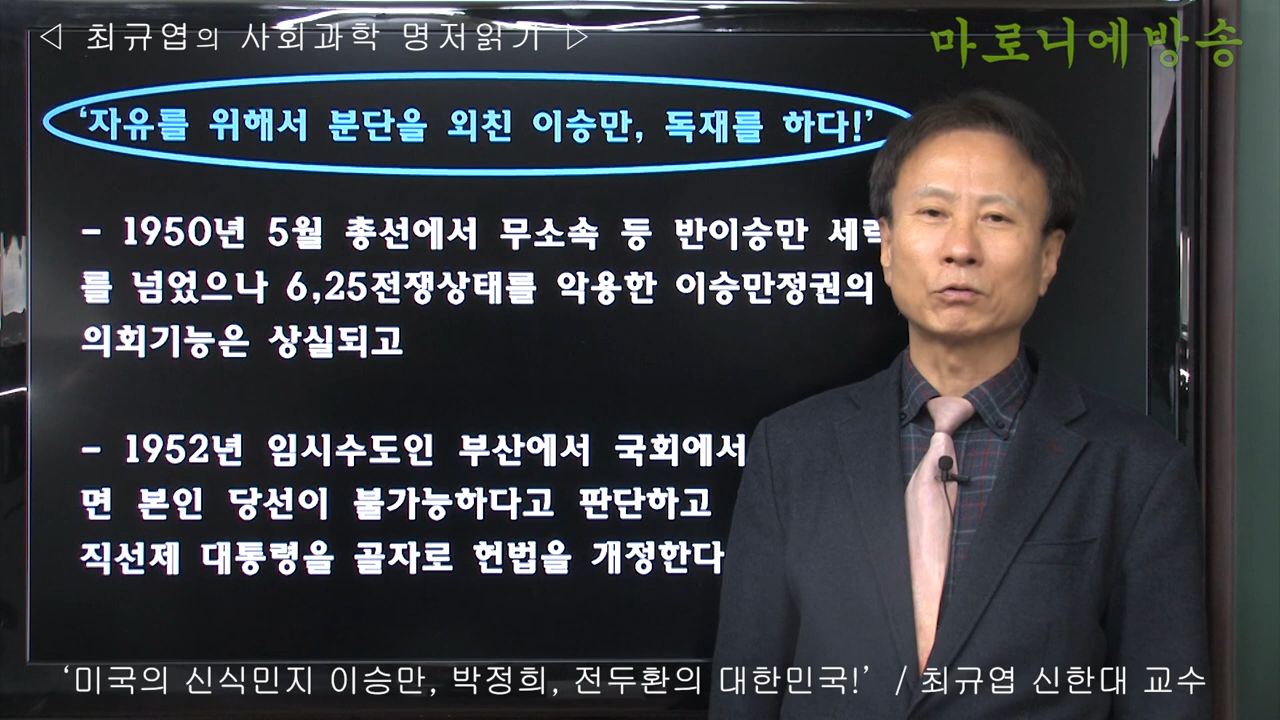 ◁ 최규엽의 사회과학 명저읽기 ▷
마로니에방송
‘자유를 위해서 분단을 외친 이승만, 독재를 하다!’
- 1950년 5월 총선에서 무소속 등 반이승만
를 넘었으나 6,25전쟁상태를 악용한 이승만정권의
의회기능은 상실되고
- 1952년 임시수도인 부산에서 국회에서
면 본인 당선이 불가능하다고 판단하고
직선제 대통령을 골자로 헌법을 개정한다
‘미국의 신식민지 이승만, 박정희, 전두환의 대한민국!’ / 최규엽 신한대 교수